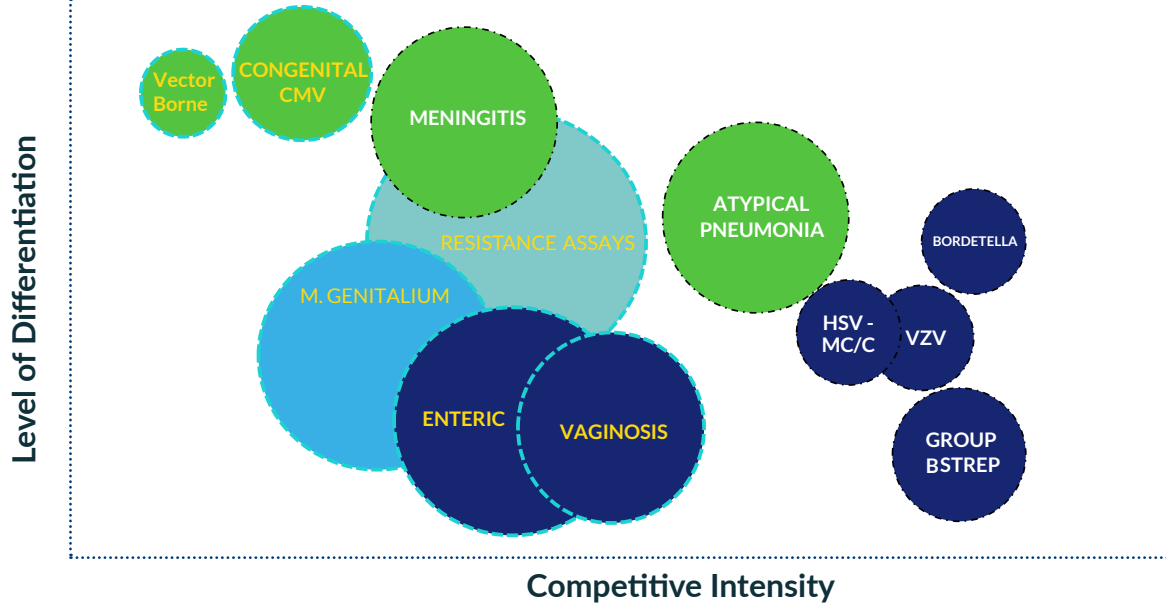 Level of Differentiation
Vector
Borne
CONGENITAL
CMV
MENINGITIS
RESISTANCE ASSAYS
ATYPICAL
PNEUMONIA
BORDETELLA
M. GENITALIUM
HSV -
MC/C
VZV
ENTERIC
VAGINOSIS
GROUP
BSTREP
Competitive Intensity